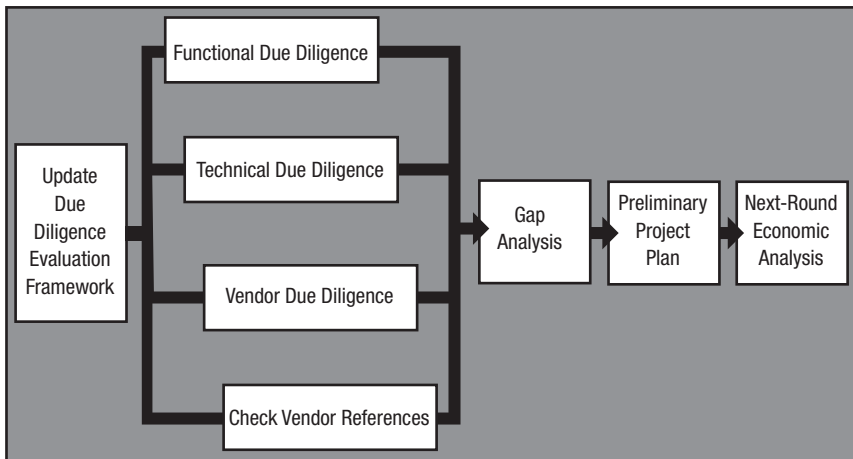 Functional Due Diligence
Technical Due Diligence
Update
Due
Diligence
Evaluation
Framework
Vendor Due Diligence
Check Vendor References
Gap
Analysis
Preliminary
Project
Plan
Next-Round
Economic
Analysis